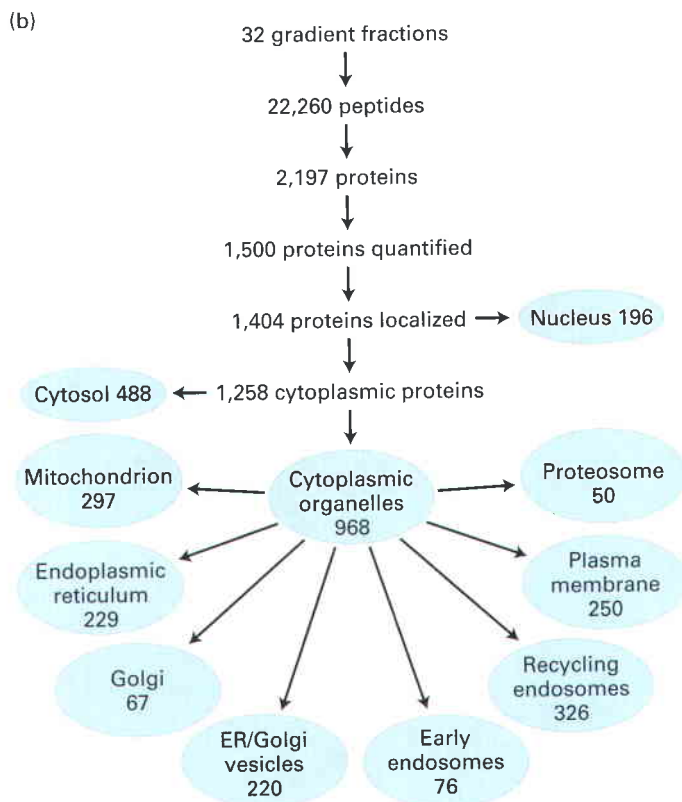 (b)
32 gradient fractions
22,260 peptides
2,197 proteins
1,500 proteins quantified
1,404 proteins localized
Nucleus 196
Cytosol 488
1,258 cytoplasmic proteins
Mitochondrion
297
Cytoplasmic
organelles
968
Proteosome
50
Endoplasmic
reticulum
229
Plasma
membrane
250
Golgi
67
Recycling
endosomes
326
ER/Golgi
vesicles
220
Early
endosomes
76